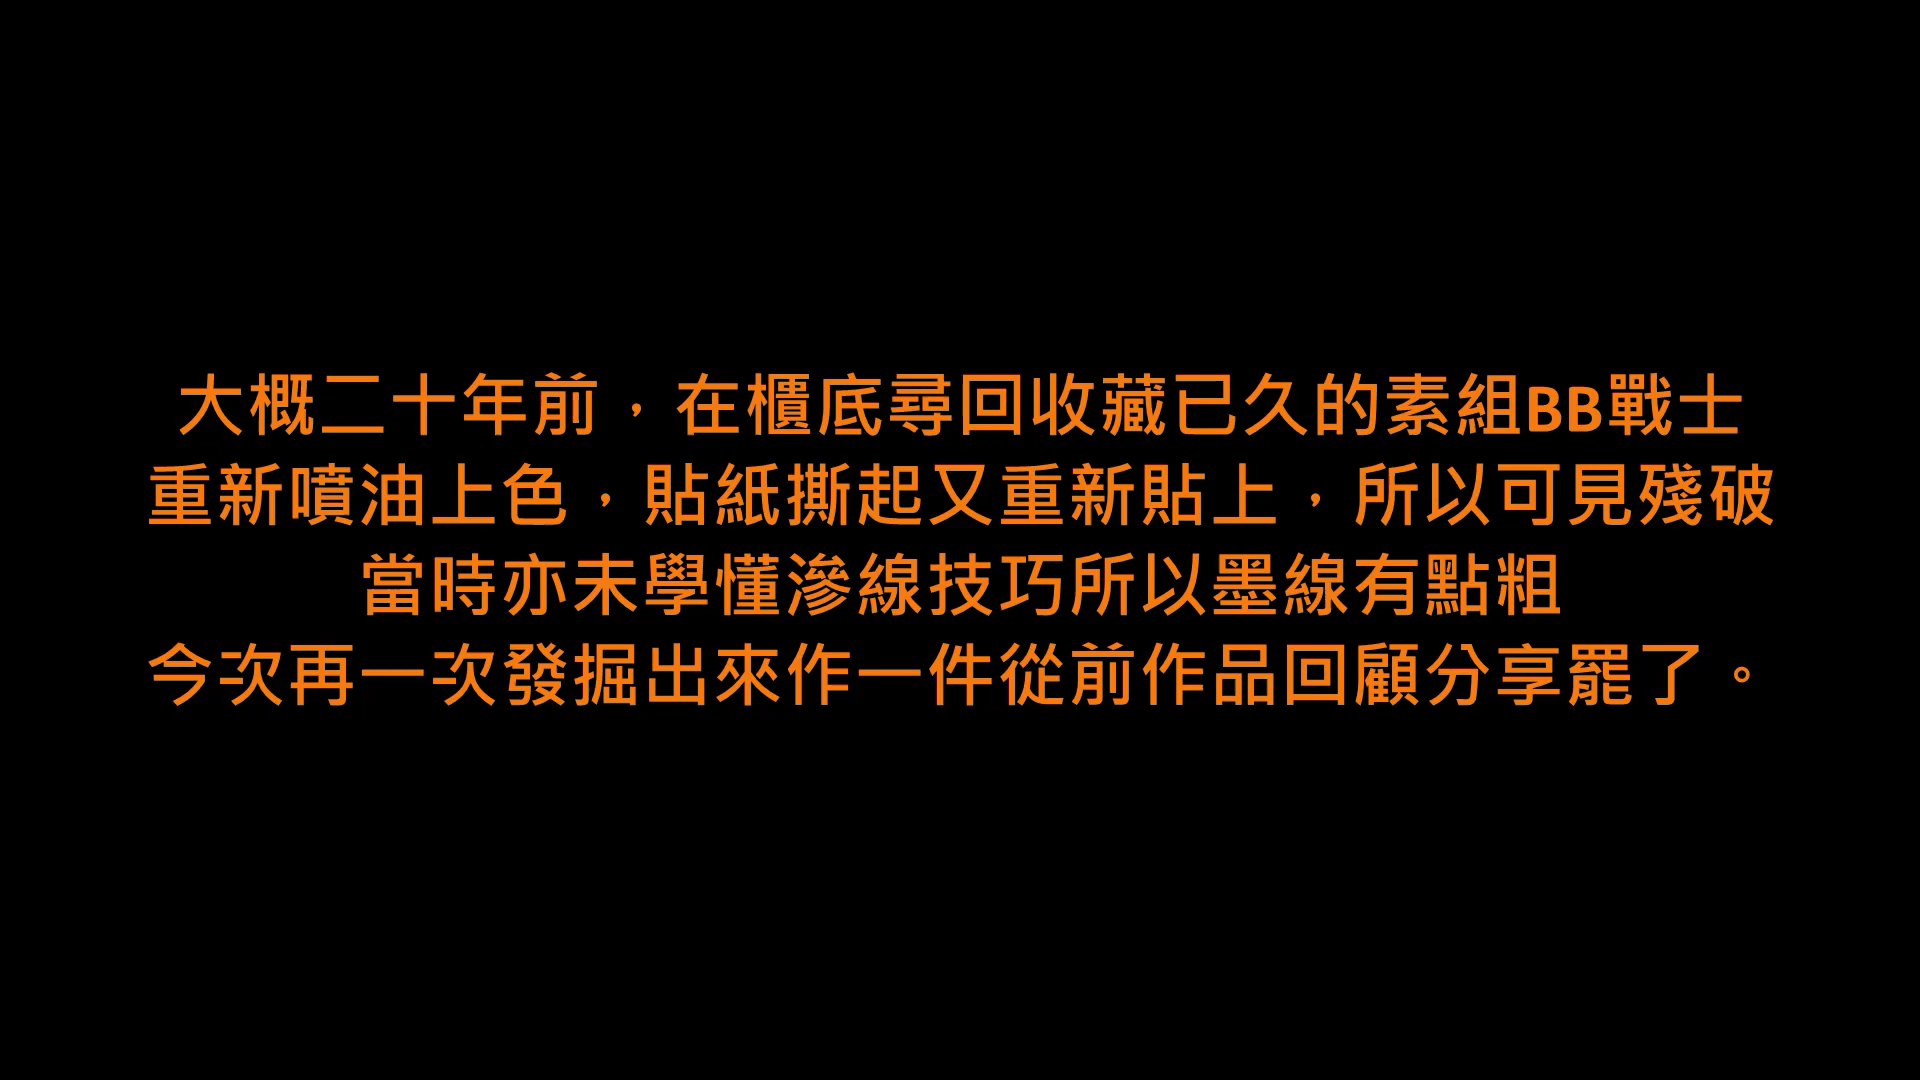 大概二十年前，在櫃底尋回收藏已久的素組BB戰士
重新噴油上色，貼紙撕起又重新貼上，所以可見殘破
當時亦未學懂滲線技巧所以墨線有點粗
今次再一次發掘出來作一件從前作品回顧分享罷了。